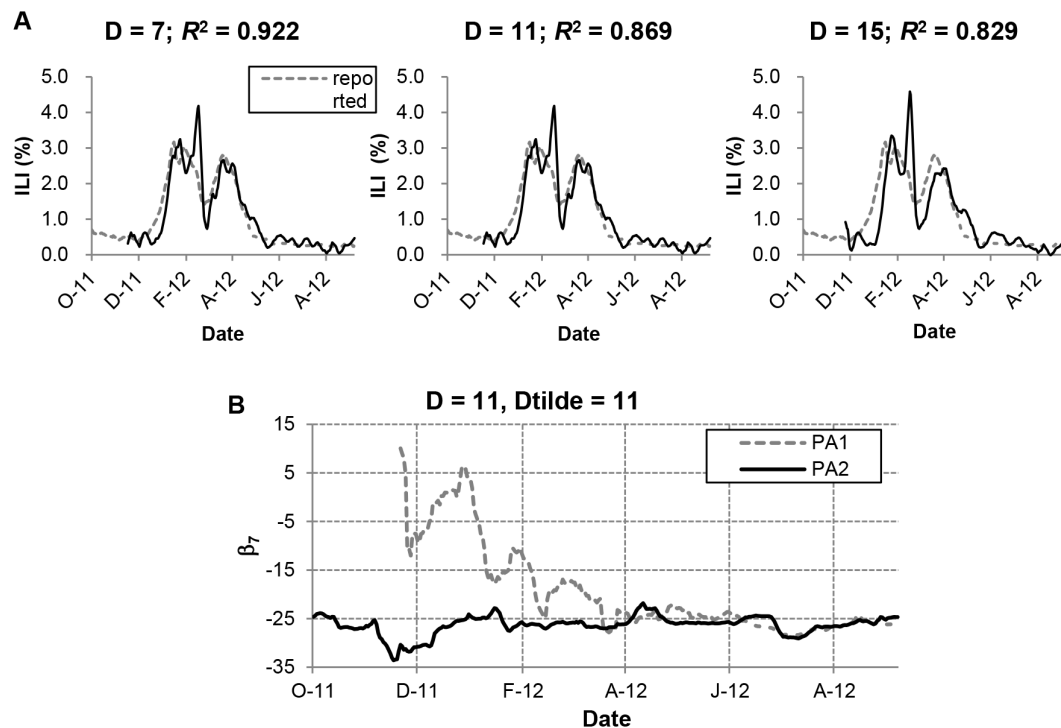 A
D = 7; R² = 0.922
D = 11; R² = 0.869
D = 15; R² = 0.829
5.0
4.0
3.0
2.0
1.0
0.0
ILI (%)
repo
rted
O-11
D-11
F-12
A-12
J-12
A-12
Date
5.0
4.0
3.0
2.0
1.0
0.0
ILI (%)
O-11
D-11
F-12
A-12
J-12
A-12
Date
5.0
4.0
3.0
2.0
1.0
0.0
ILI (%)
O-11
D-11
F-12
A-12
J-12
A-12
Date
B
D = 11, Dtilde = 11
15
5
-5
-15
-25
-35
β₇
PA1
PA2
O-11
D-11
F-12
A-12
J-12
A-12
Date